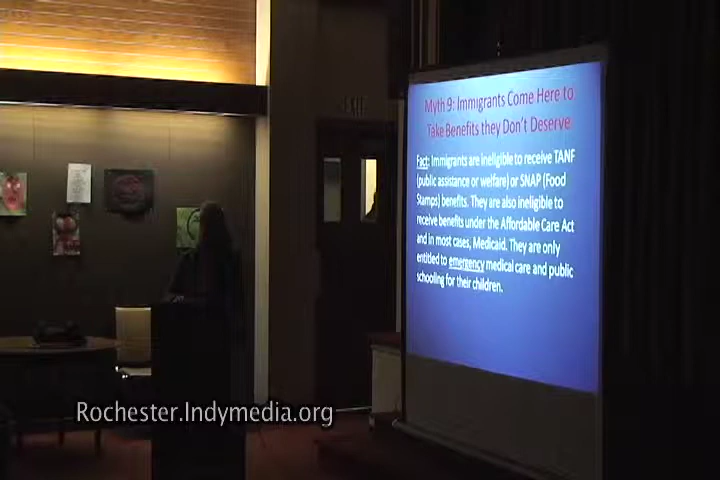 Myth 9: Immigrants Come Here to
Take Benefits they Don't Deserve
Fact: Immigrants are ineligible to receive TANF
(public assistance or welfare) or SNAP (Food
Stamps) benefits. They are also ineligible to
receive benefits under the Affordable Care Act
and in most cases, Medicaid. They are only
entitled to emergency medical care and public
schooling for their children.
Rochester.Indymedia.org